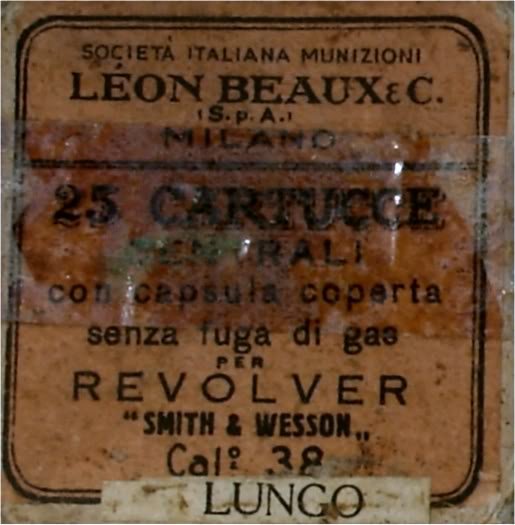 SOCIETÀ ITALIANA MUNIZIONI
LÉON BEAUX & C.
(S.p.A.)
MILANO
25 CARTUCCE
CENTRALI
con capsula coperta
senza fuga di gas
PER
REVOLVER
"SMITH & WESSON„
Calº 38
LUNGO